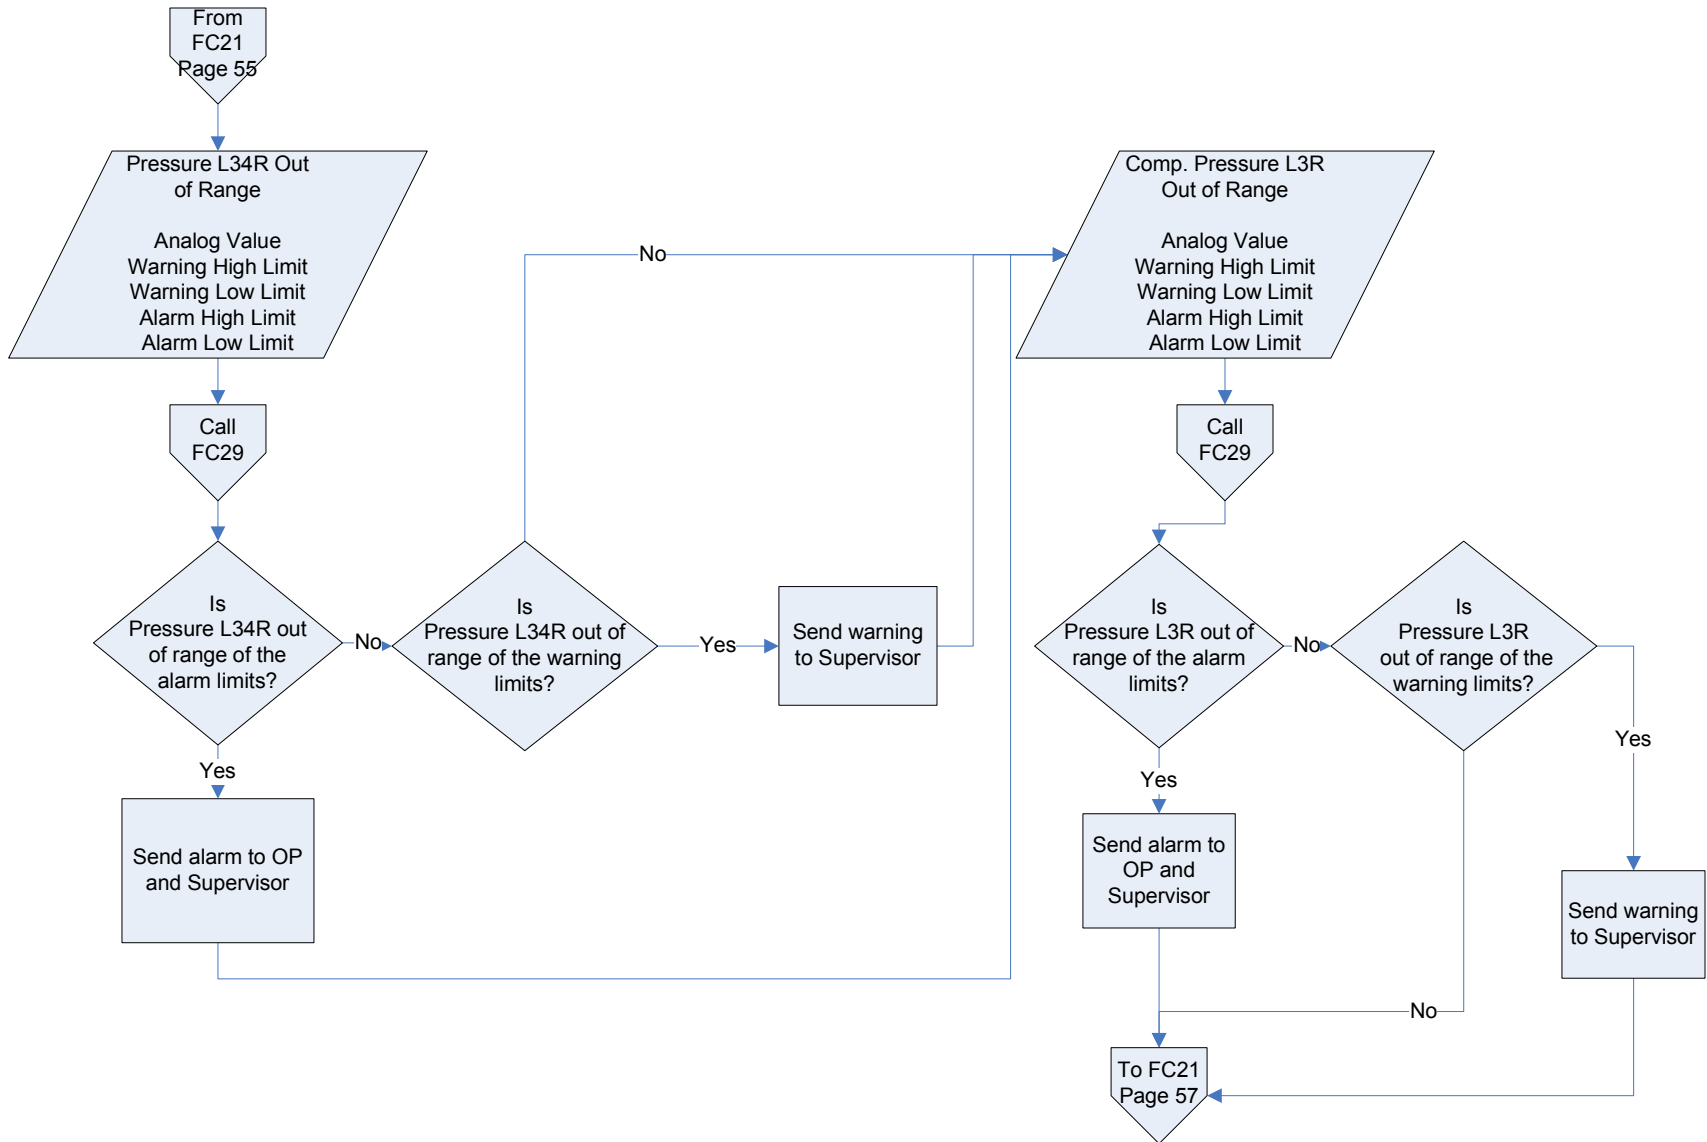 From
FC21
Page 55
Pressure L34R Out
of Range
Analog Value
Warning High Limit
Warning Low Limit
Alarm High Limit
Alarm Low Limit
Call
FC29
Is
Pressure L34R out
of range of the
alarm limits?
No
Is
Pressure L34R out of
range of the warning
limits?
No
Yes
Send warning
to Supervisor
Yes
Send alarm to OP
and Supervisor
Comp. Pressure L3R
Out of Range
Analog Value
Warning High Limit
Warning Low Limit
Alarm High Limit
Alarm Low Limit
Call
FC29
Is
Pressure L3R out of
range of the alarm
limits?
No
Is
Pressure L3R
out of range of the
warning limits?
Yes
Send warning
to Supervisor
Yes
Send alarm to
OP and
Supervisor
No
To FC21
Page 57